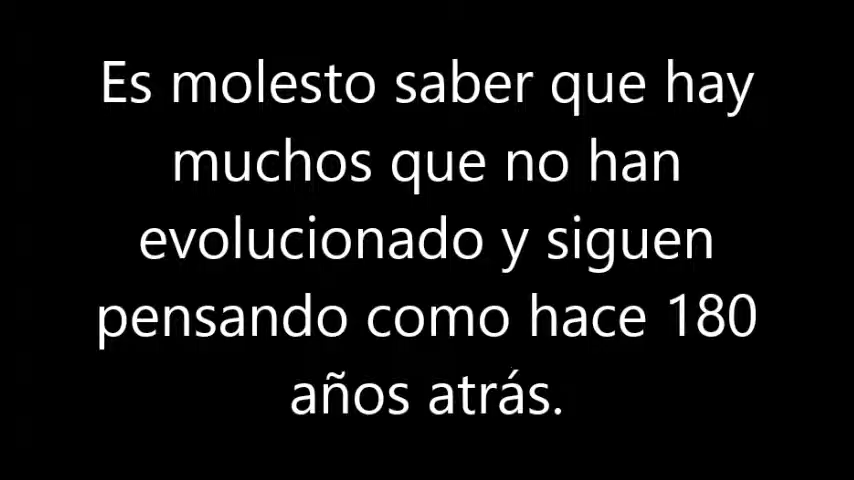 Es molesto saber que hay
muchos que no han
evolucionado y siguen
pensando como hace 180
años atrás.